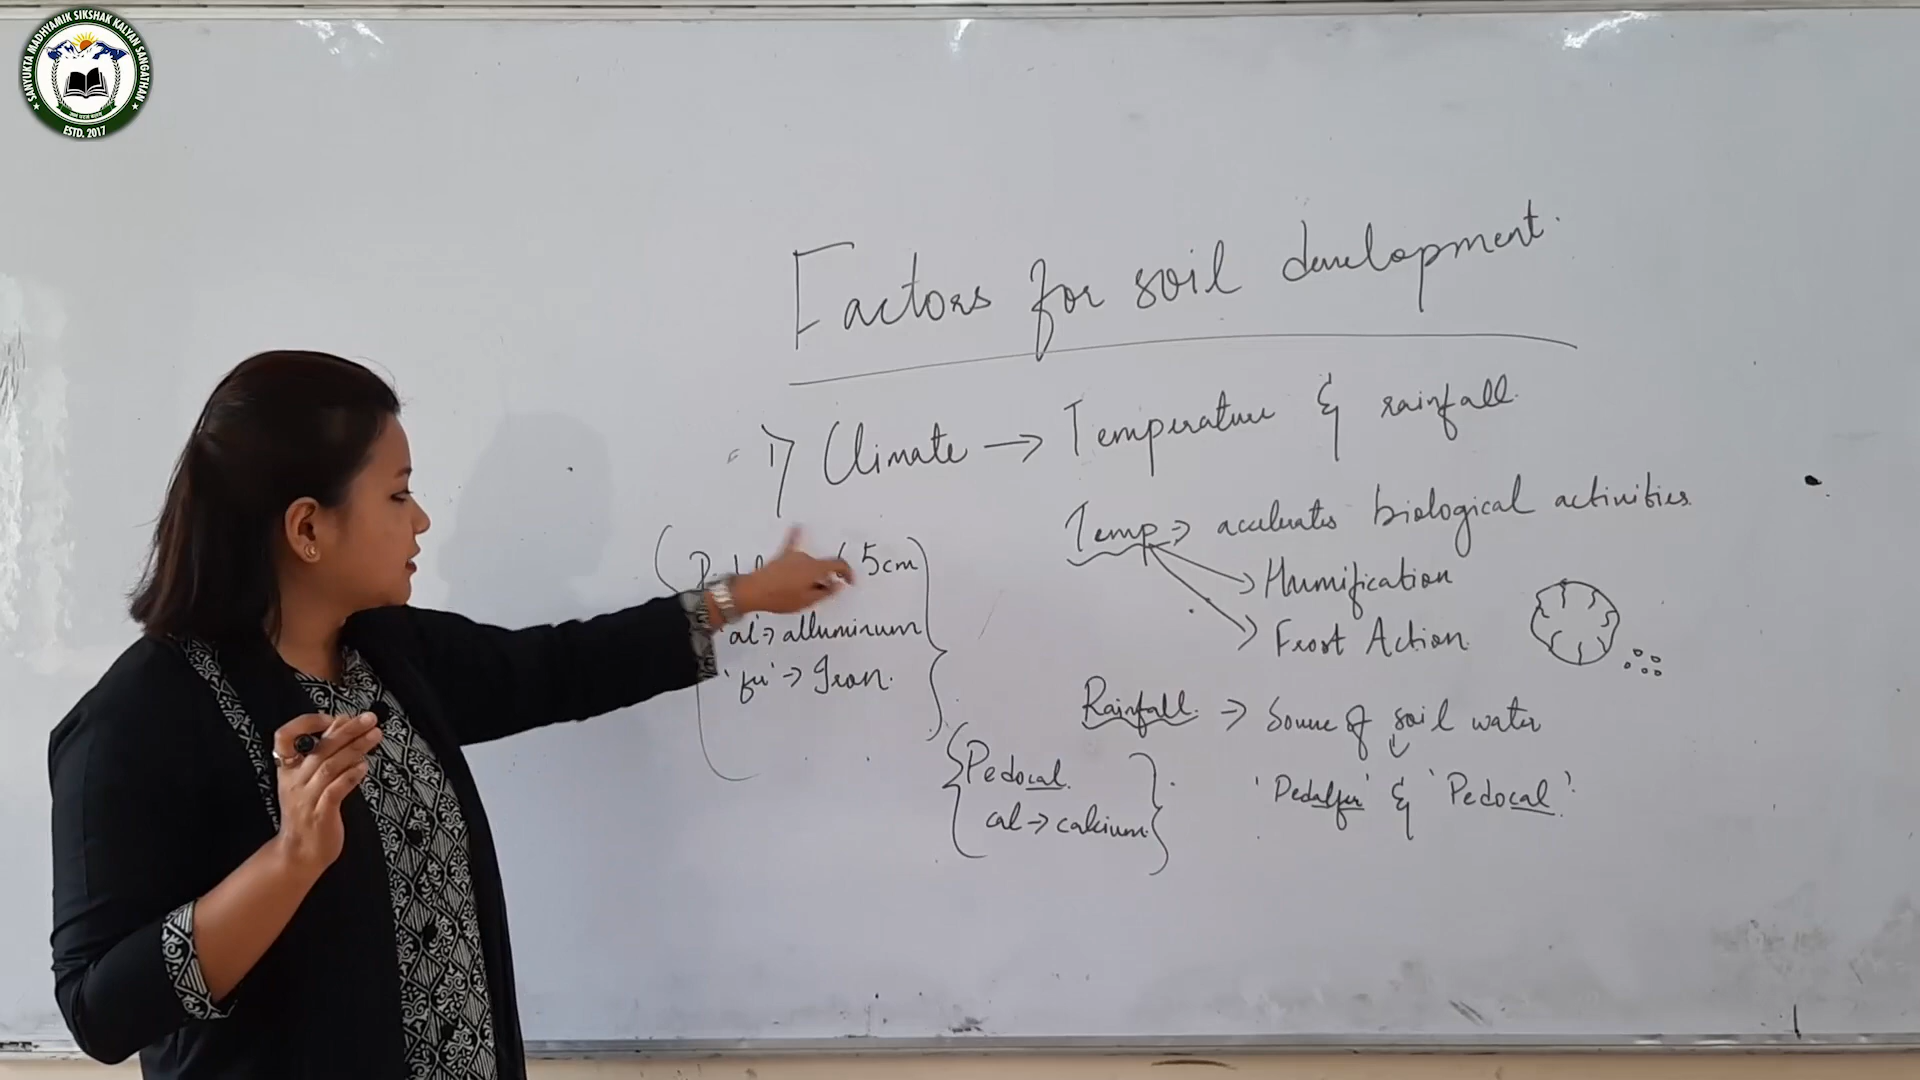 SANYUKTA MADHYAMIK SIKSHAK KALYAN SANGATHAN
ESTD. 2017
Factors for soil development.
1) Climate → Temperature & rainfall.
Temp → accelerates biological activities.
→ Humification
→ Frost Action.
Rainfall. → Source of soil water
'Pedalfer' & 'Pedocal'
5cm
'al' → alluminum
'fer' → Iron.
Pedocal.
cal → calcium.